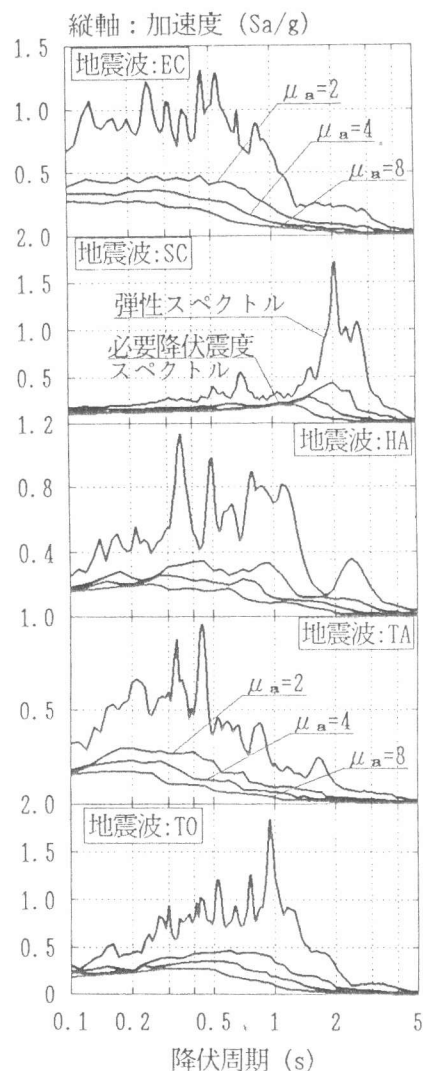 縦軸：加速度 (Sa/g)
1.5
地震波:EC
μa=2
1.0
μa=4
μa=8
0.5
2.0
地震波:SC
1.5
弾性スペクトル
1.0
必要降伏震度
スペクトル
0.5
1.2
地震波:HA
0.8
0.4
1.0
地震波:TA
μa=2
0.5
μa=4
μa=8
2.0
地震波:TO
1.5
1.0
0.5
0
0.1 0.2 0.5 1 2 5
降伏周期 (s)